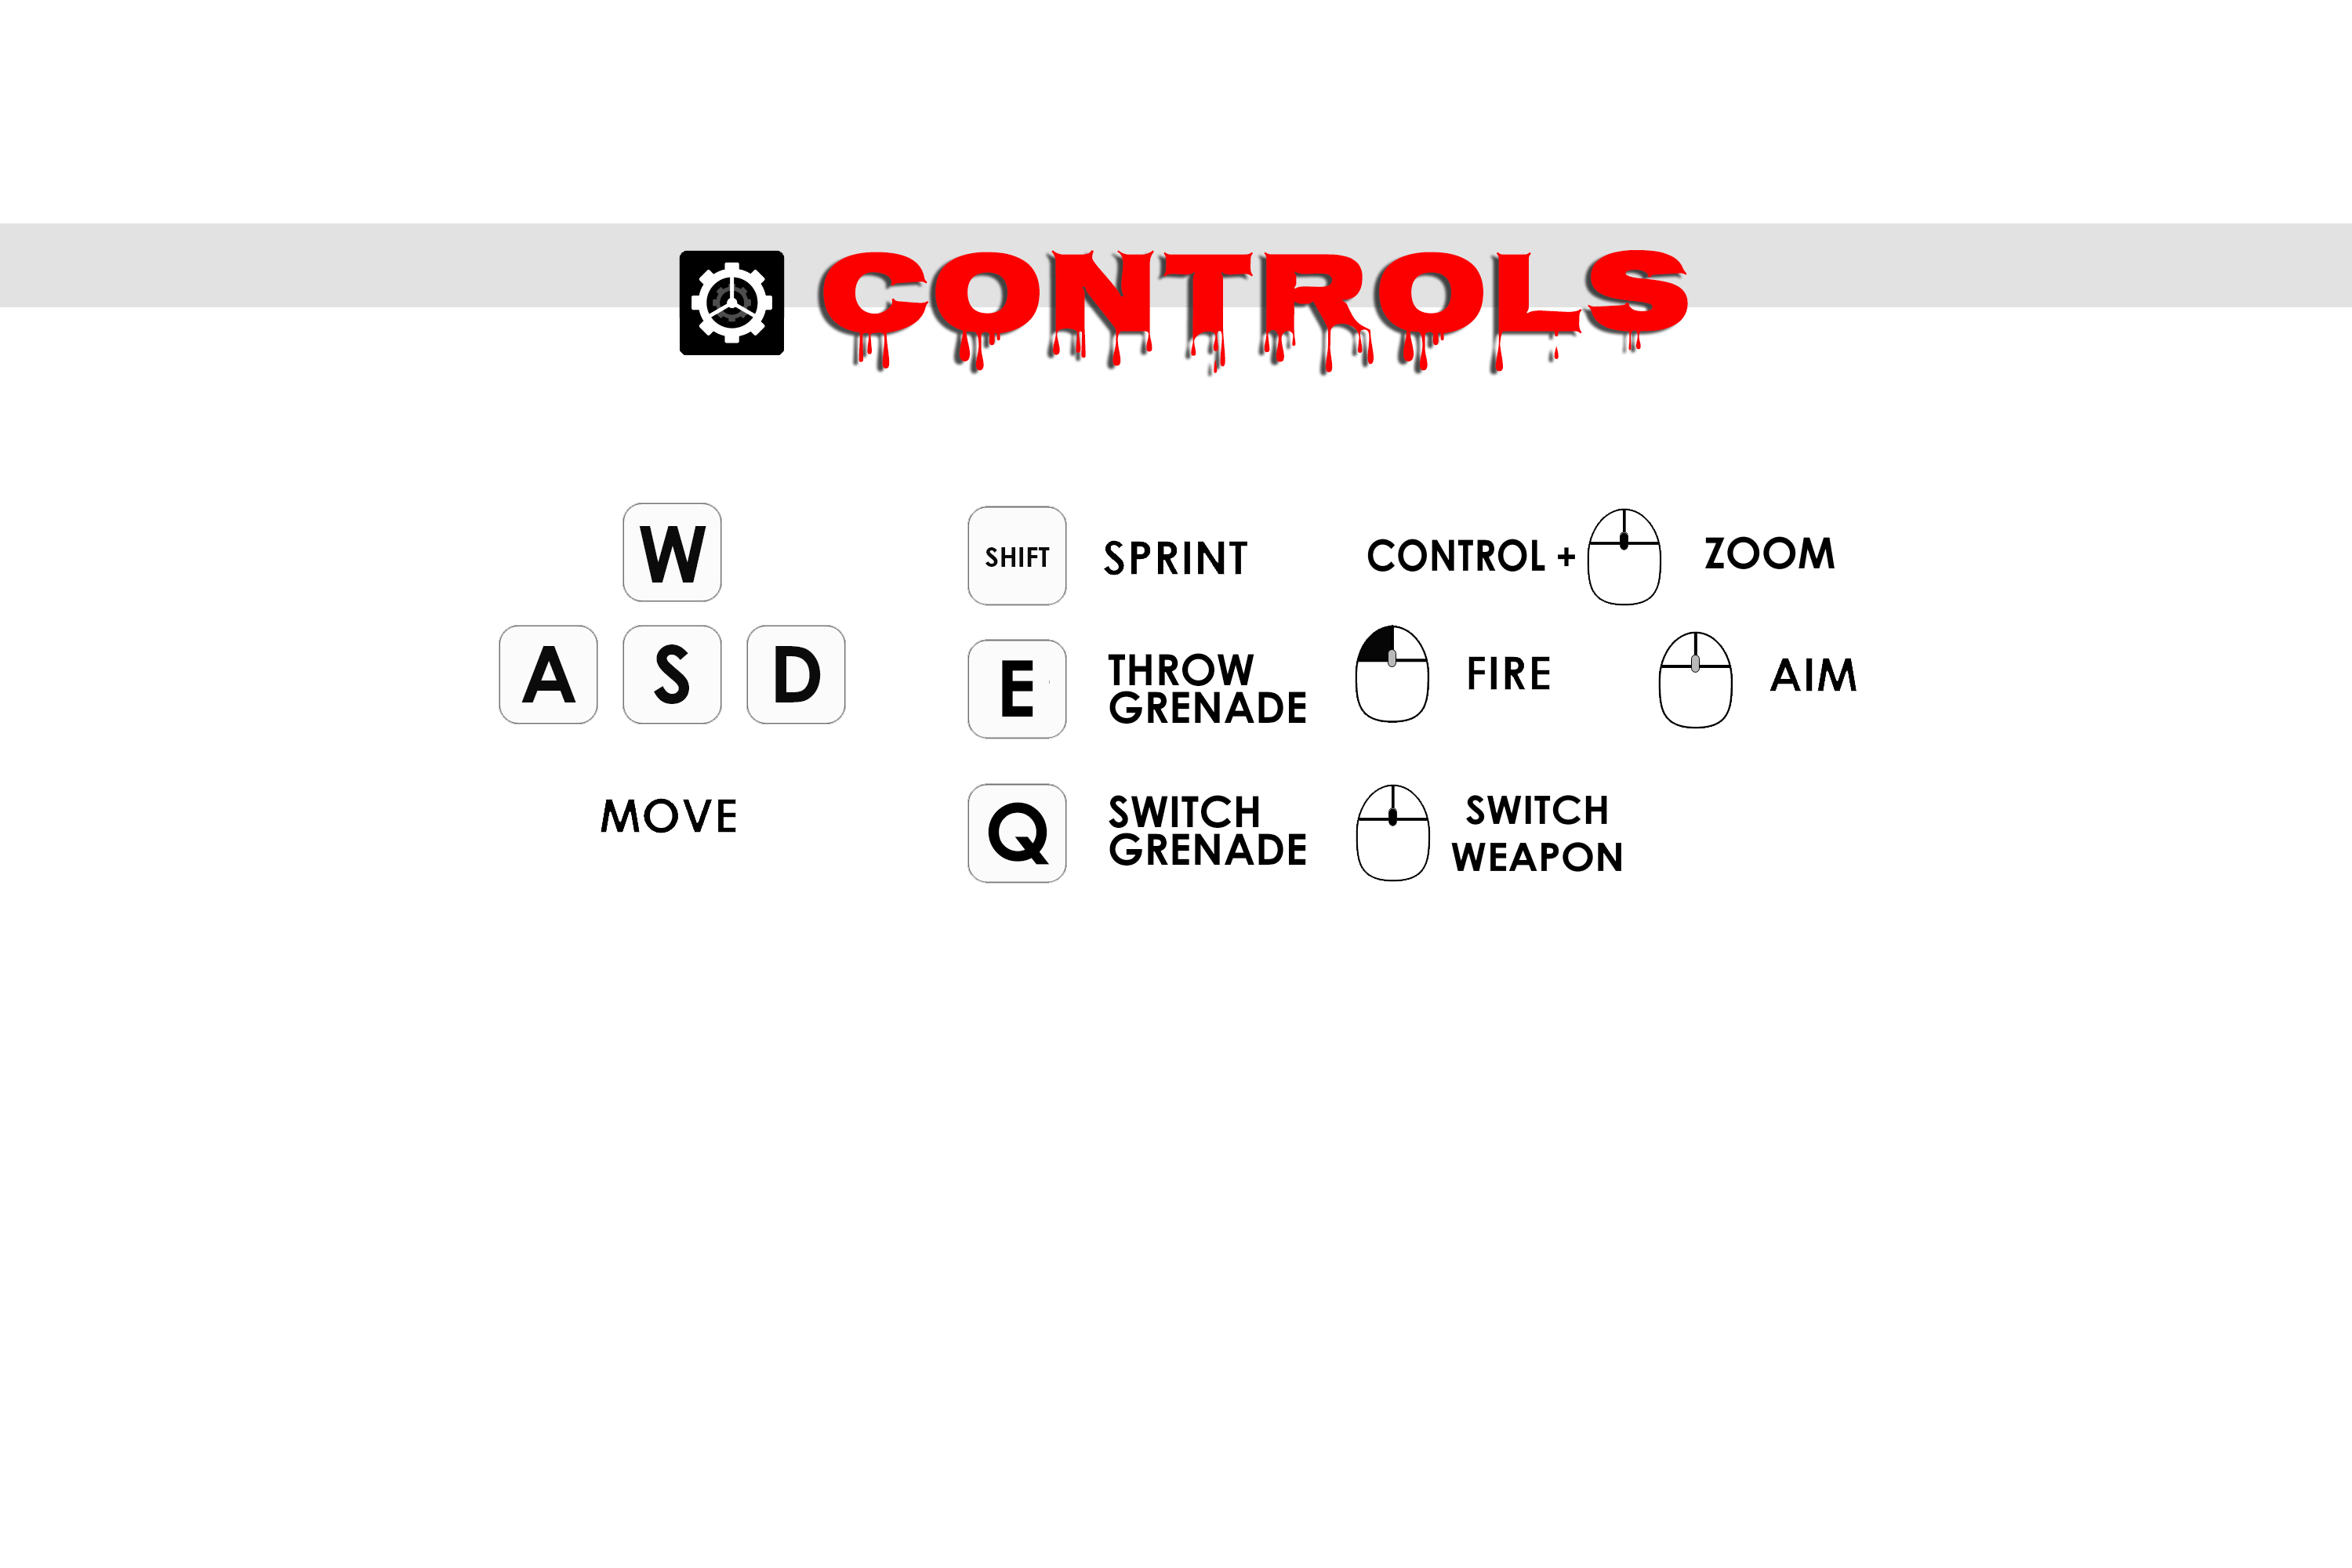 CONTROLS
W
A S D
MOVE
SHIFT SPRINT
E THROW
GRENADE
Q SWITCH
GRENADE
CONTROL + ZOOM
FIRE
AIM
SWITCH
WEAPON